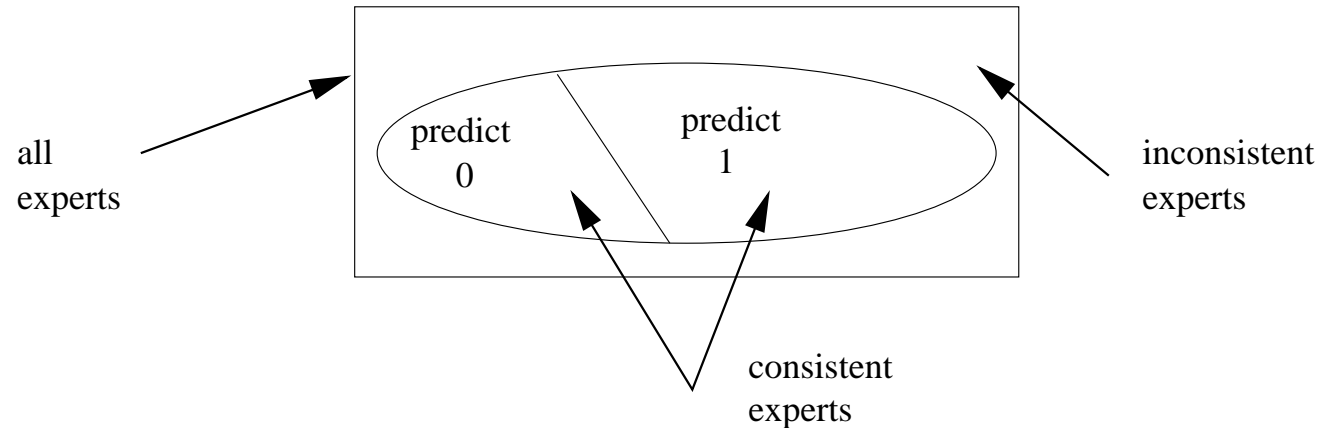 predict
0
predict
1
all
experts
inconsistent
experts
consistent
experts